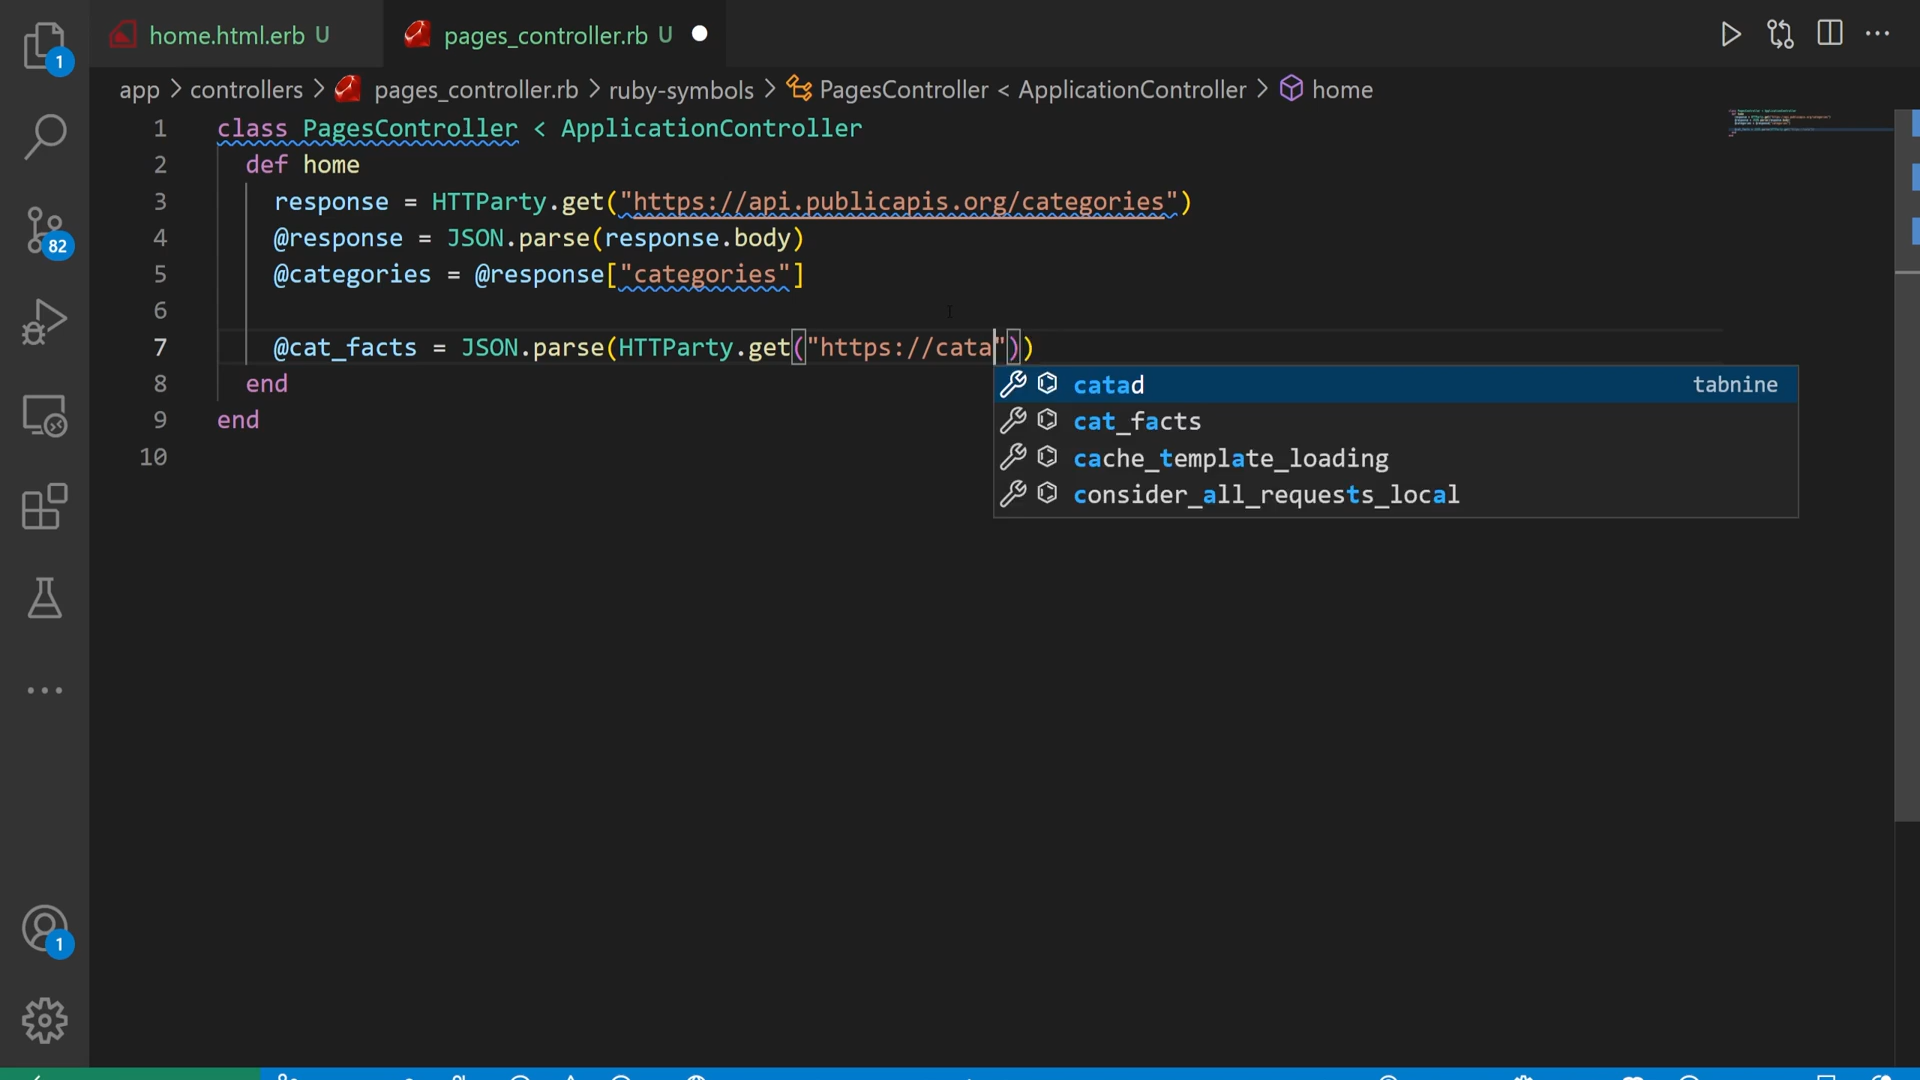 home.html.erb U
pages_controller.rb U
app > controllers > pages_controller.rb > ruby-symbols > PagesController < ApplicationController > home
1 class PagesController < ApplicationController
2 def home
3 response = HTTParty.get("https://api.publicapis.org/categories")
4 @response = JSON.parse(response.body)
5 @categories = @response["categories"]
6
7 @cat_facts = JSON.parse(HTTParty.get("https://cata"))
8 end
9 end
10
catad tabnine
cat_facts
cache_template_loading
consider_all_requests_local
1
82
1